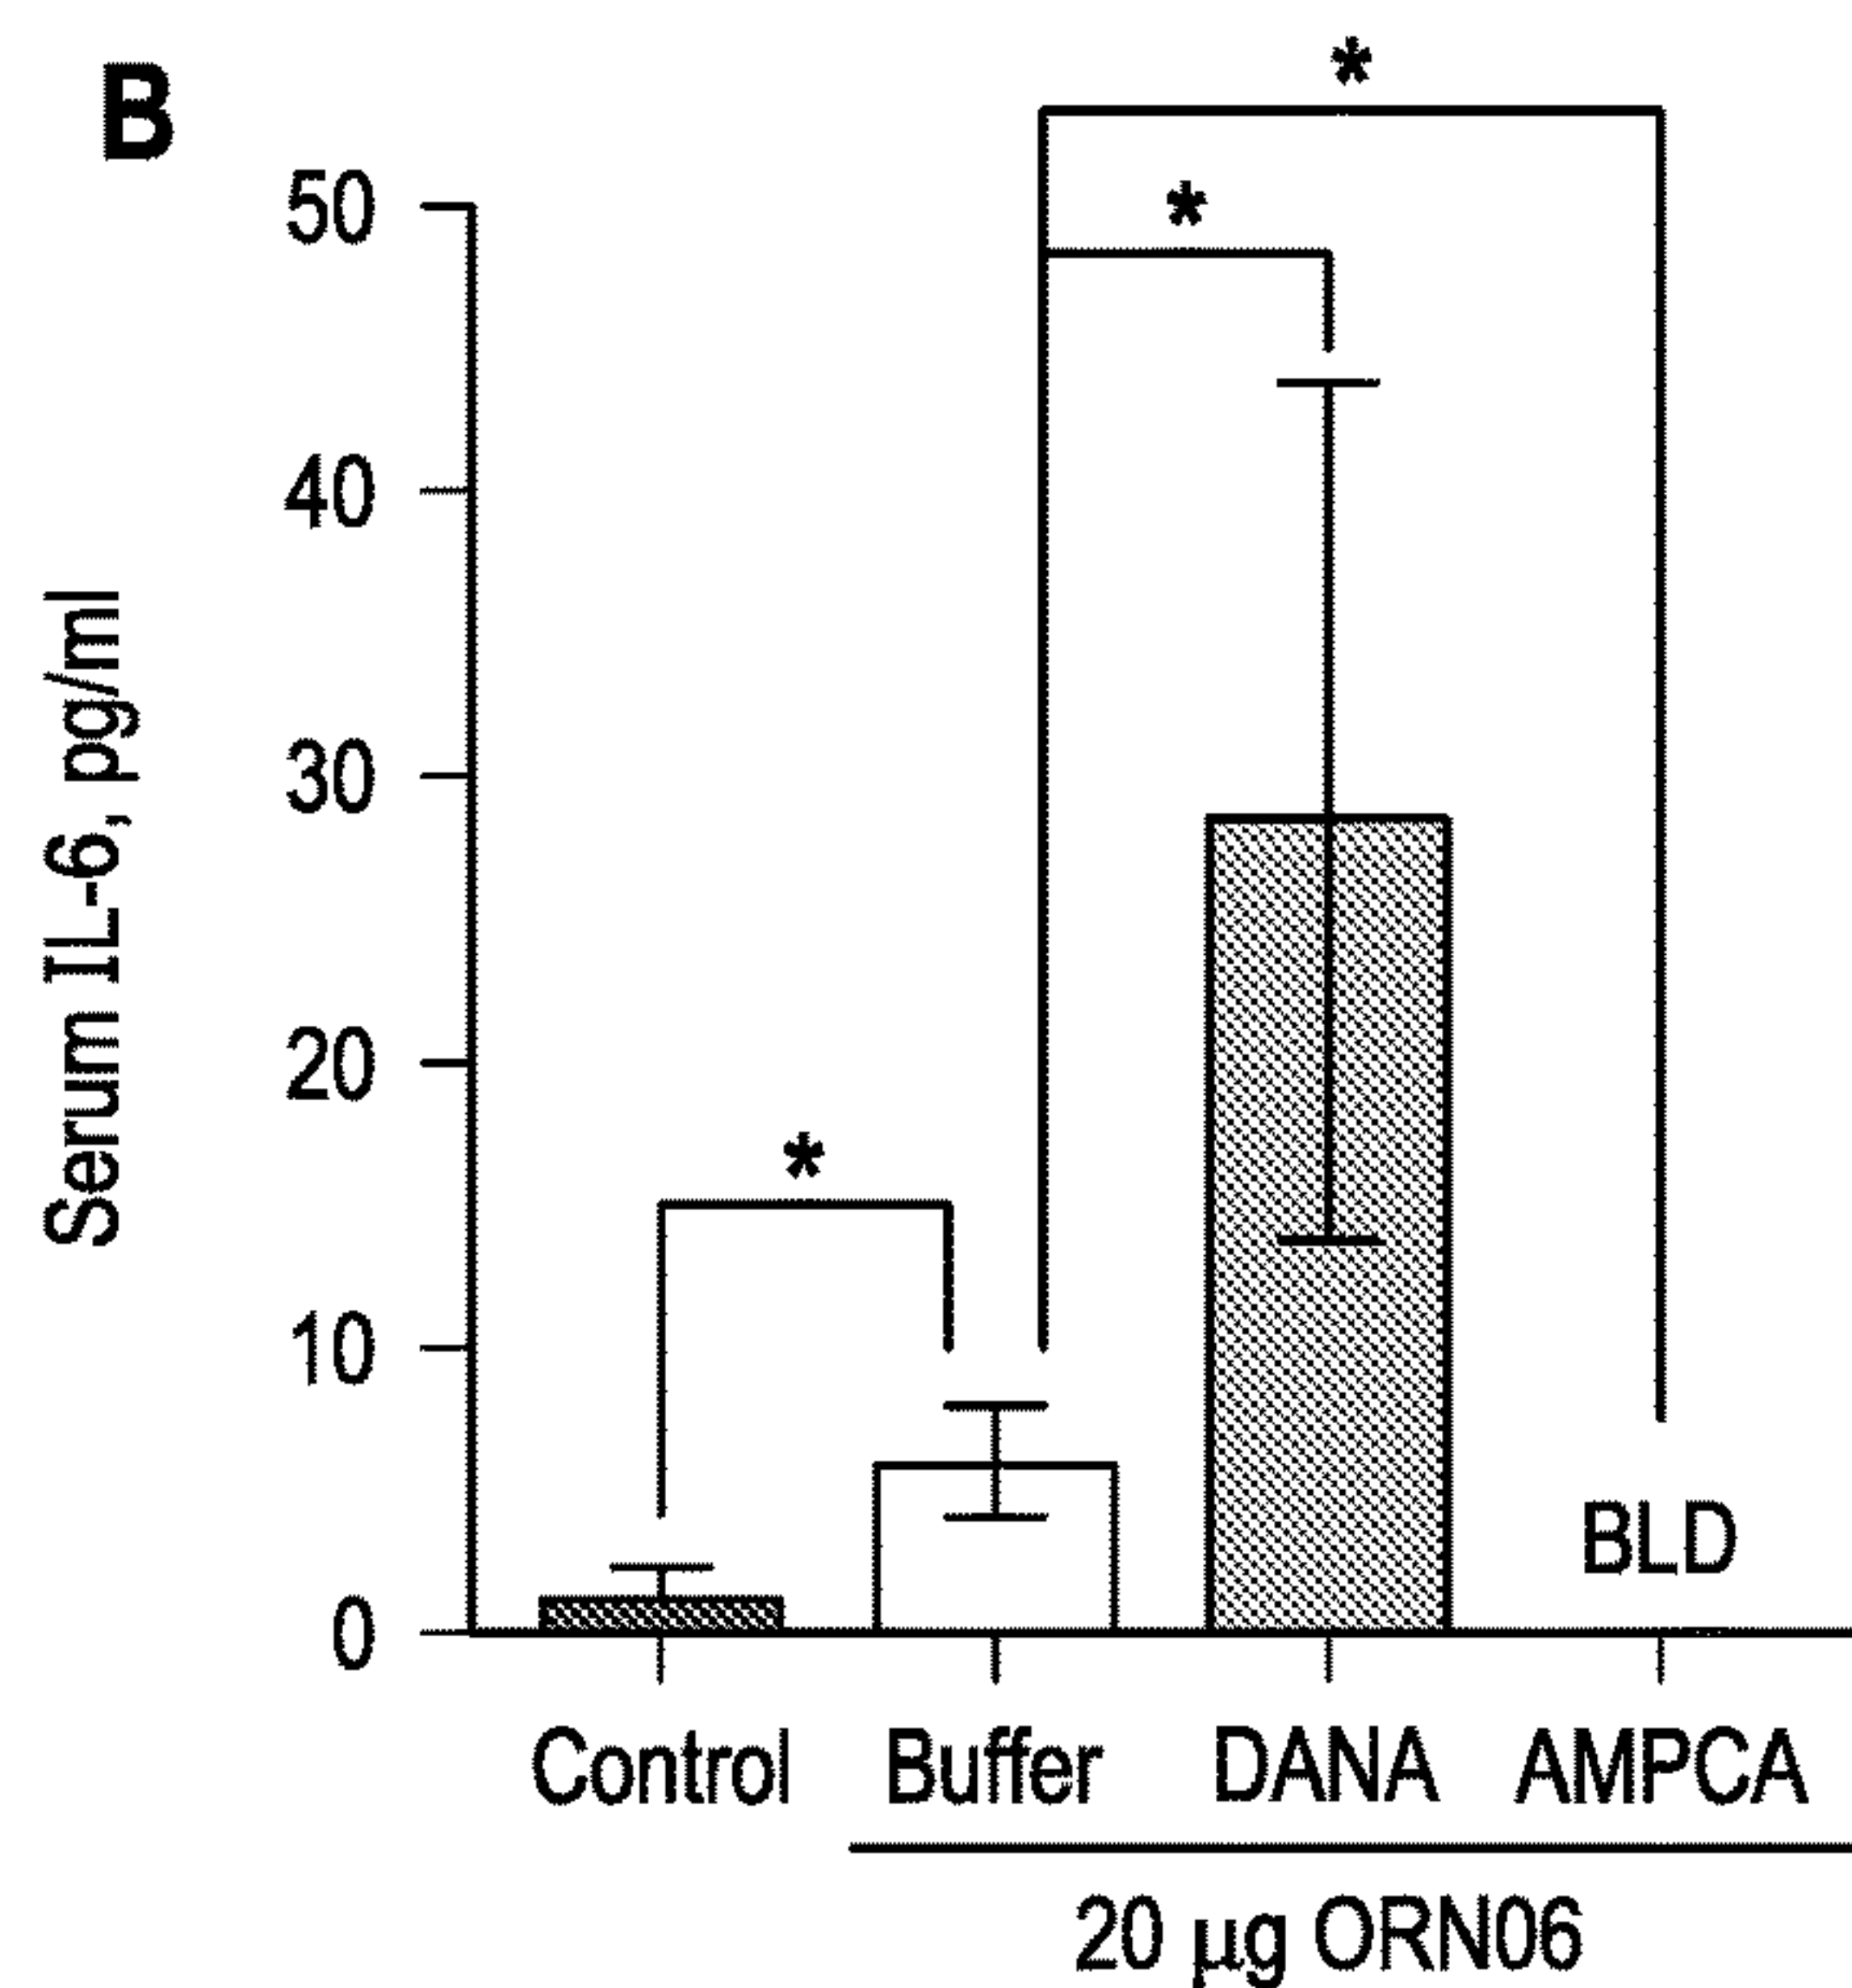 B
*
*
50
40
30
20
10
0
Serum IL-6, pg/ml
*
BLD
Control Buffer DANA AMPCA
20 µg ORN06